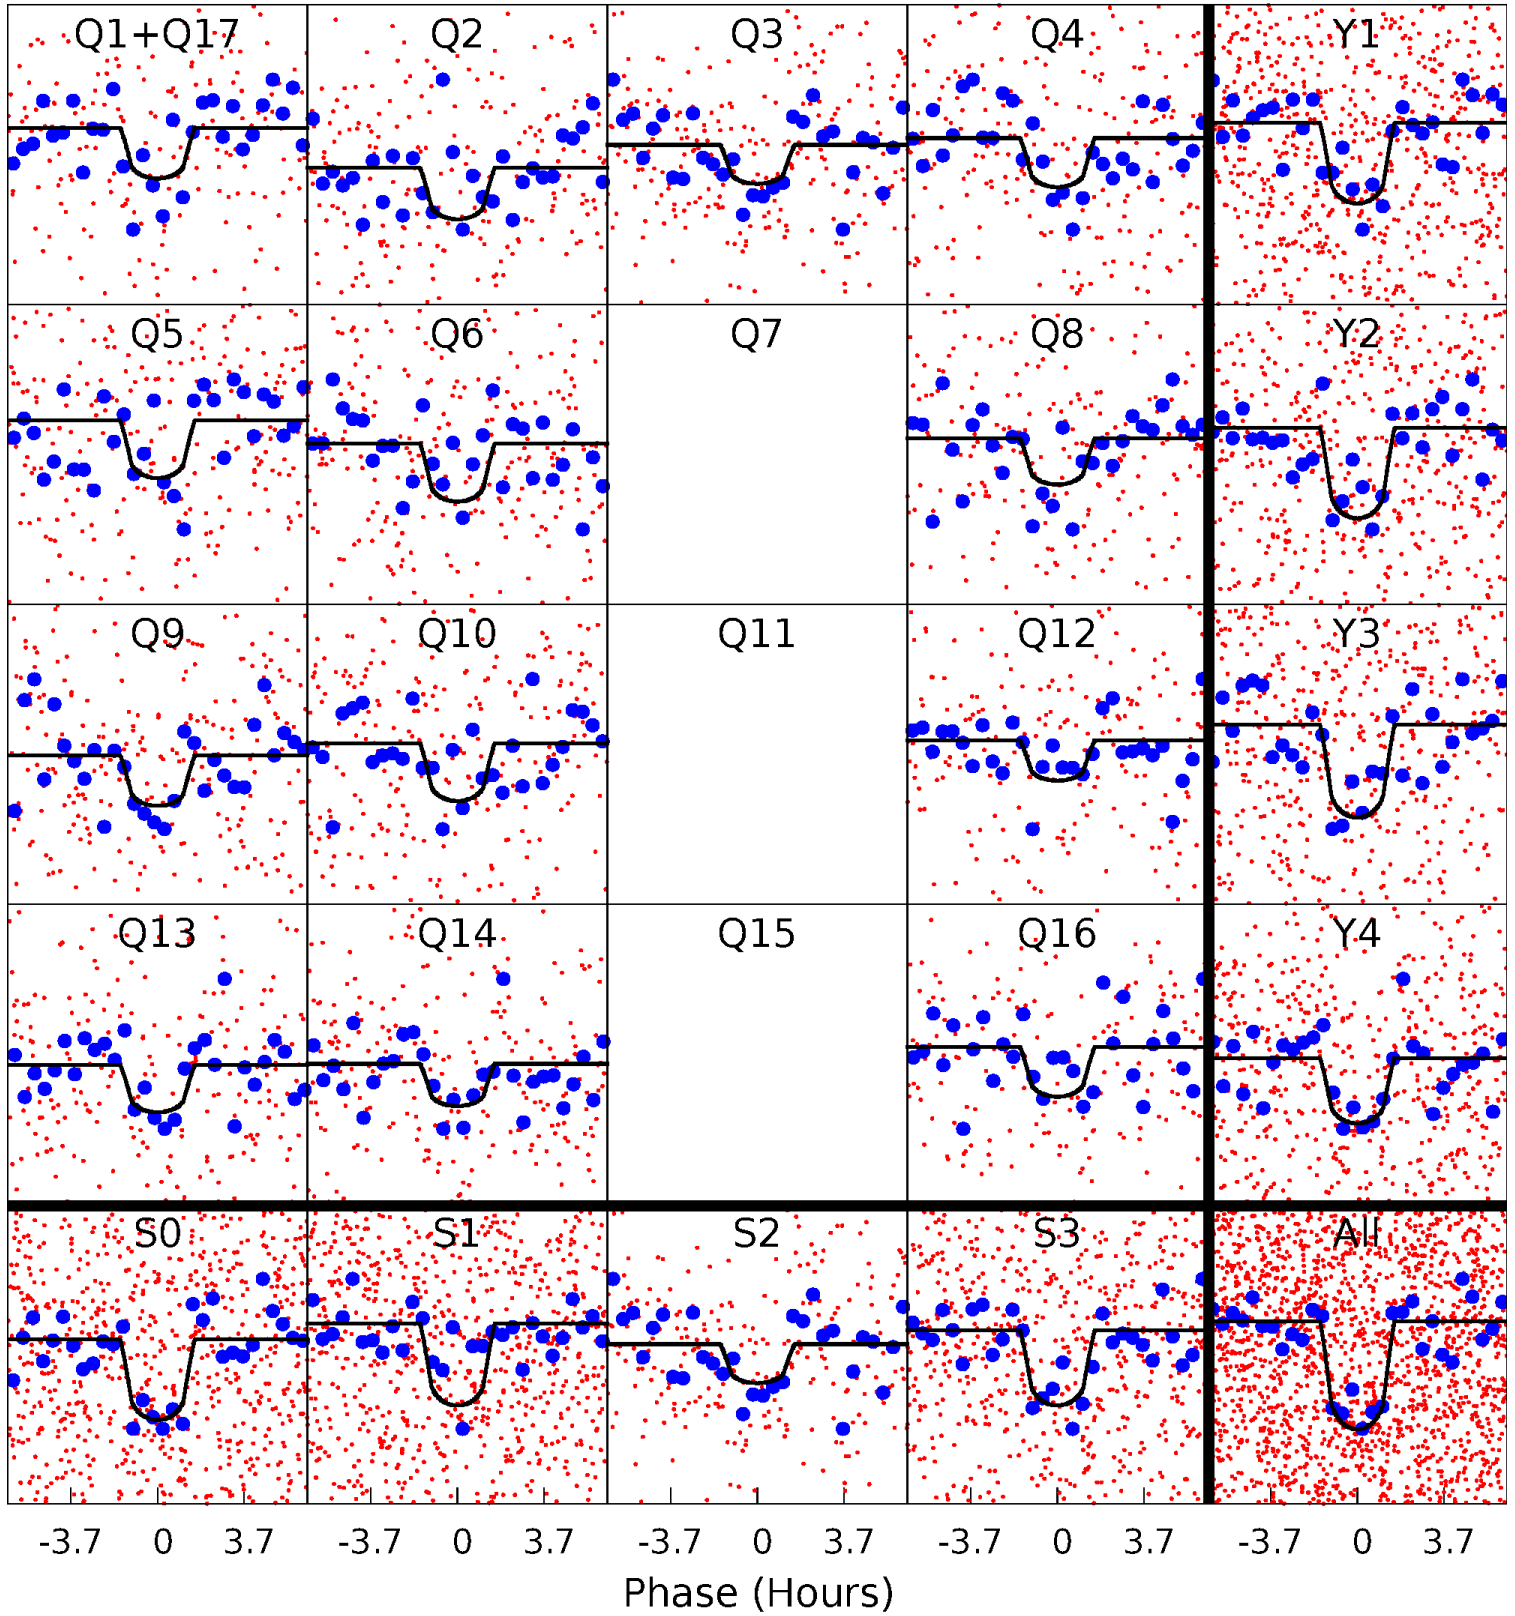 Q1+Q17 Q2 Q3 Q4 Y1
Q5 Q6 Q7 Q8 Y2
Q9 Q10 Q11 Q12 Y3
Q13 Q14 Q15 Q16 Y4
S0 S1 S2 S3 All
-3.7 0 3.7 -3.7 0 3.7 -3.7 0 3.7 -3.7 0 3.7 -3.7 0 3.7
Phase (Hours)